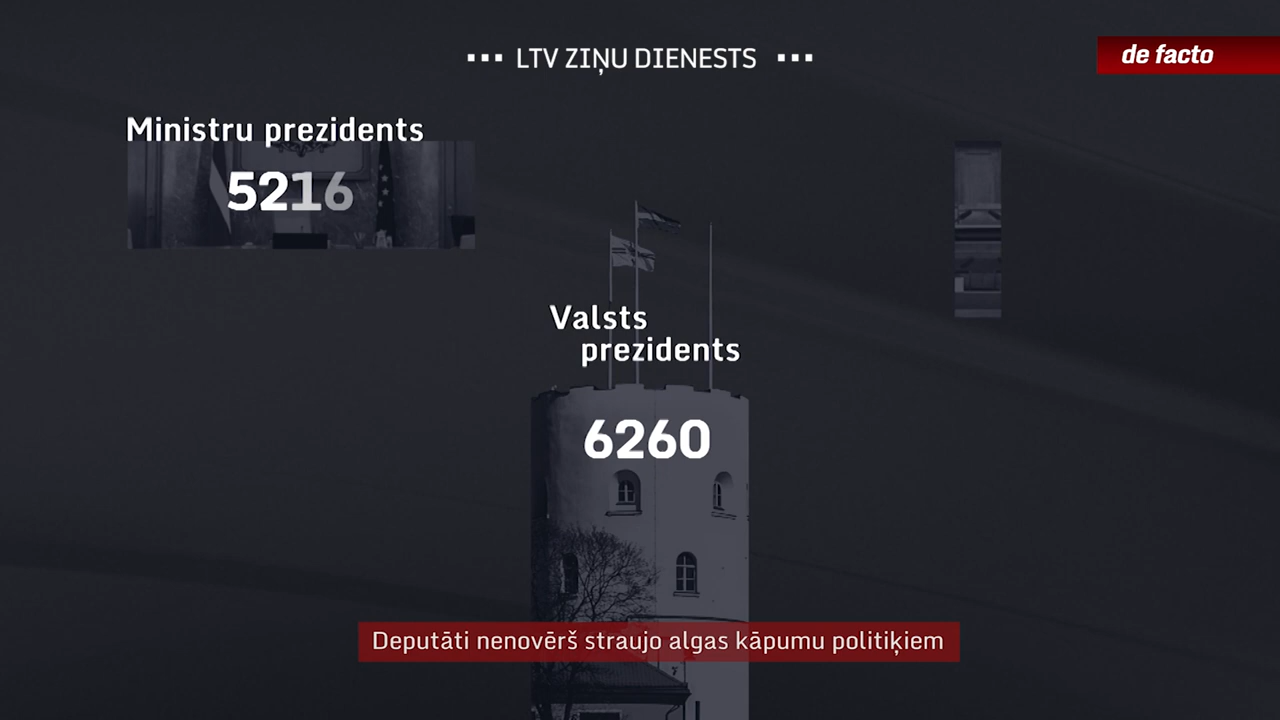 LTV ZIŅU DIENESTS
de facto
Ministru prezidents
5216
Valsts
prezidents
6260
Deputāti nenovērš straujo algas kāpumu politiķiem